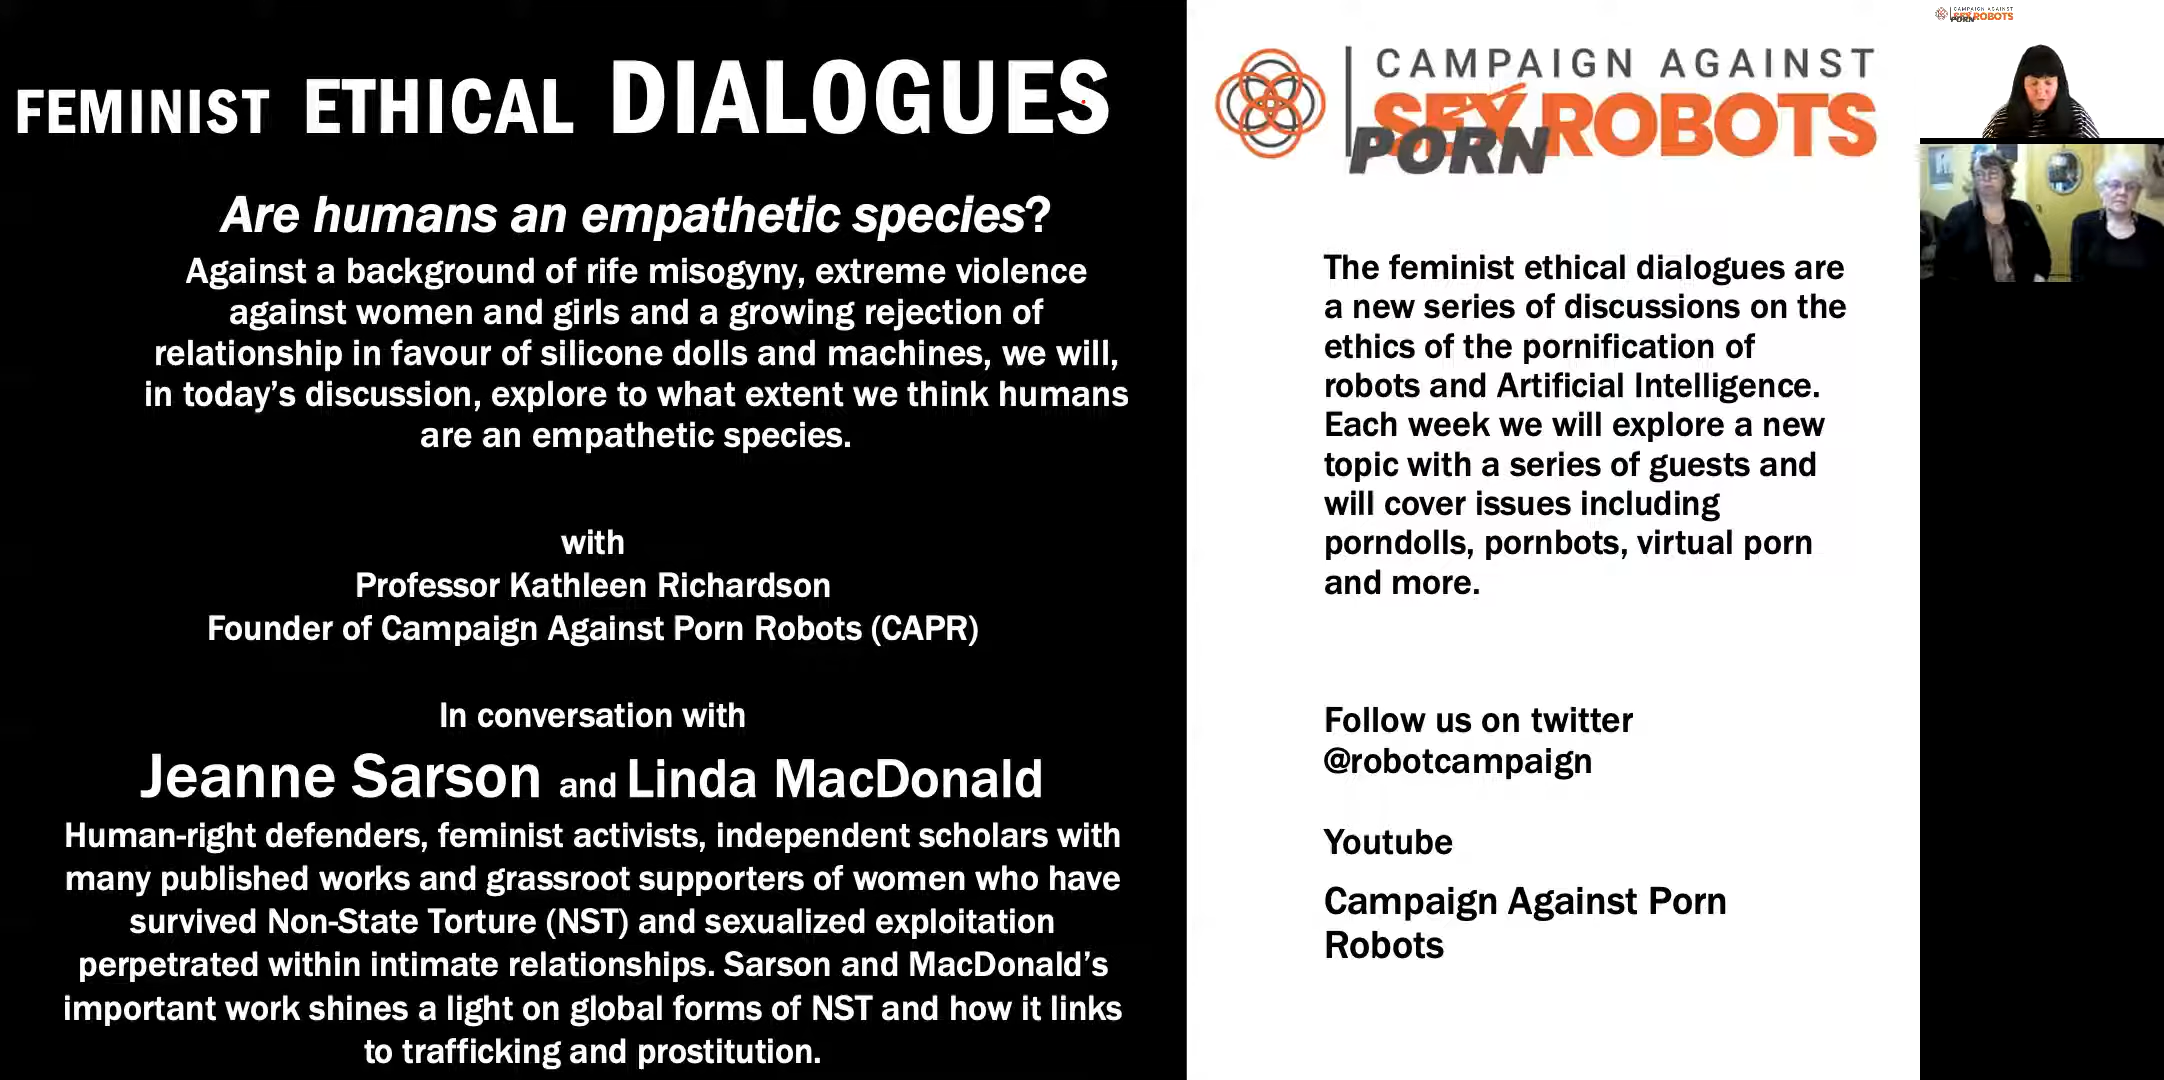 FEMINIST ETHICAL DIALOGUES
Are humans an empathetic species?
Against a background of rife misogyny, extreme violence
against women and girls and a growing rejection of
relationship in favour of silicone dolls and machines, we will,
in today's discussion, explore to what extent we think humans
are an empathetic species.
with
Professor Kathleen Richardson
Founder of Campaign Against Porn Robots (CAPR)
In conversation with
Jeanne Sarson and Linda MacDonald
Human-right defenders, feminist activists, independent scholars with
many published works and grassroot supporters of women who have
survived Non-State Torture (NST) and sexualized exploitation
perpetrated within intimate relationships. Sarson and MacDonald's
important work shines a light on global forms of NST and how it links
to trafficking and prostitution.
CAMPAIGN AGAINST
SEX ROBOTS
PORN
The feminist ethical dialogues are
a new series of discussions on the
ethics of the pornification of
robots and Artificial Intelligence.
Each week we will explore a new
topic with a series of guests and
will cover issues including
porndolls, pornbots, virtual porn
and more.
Follow us on twitter
@robotcampaign
Youtube
Campaign Against Porn
Robots
CAMPAIGN AGAINST
SEX ROBOTS
PORN